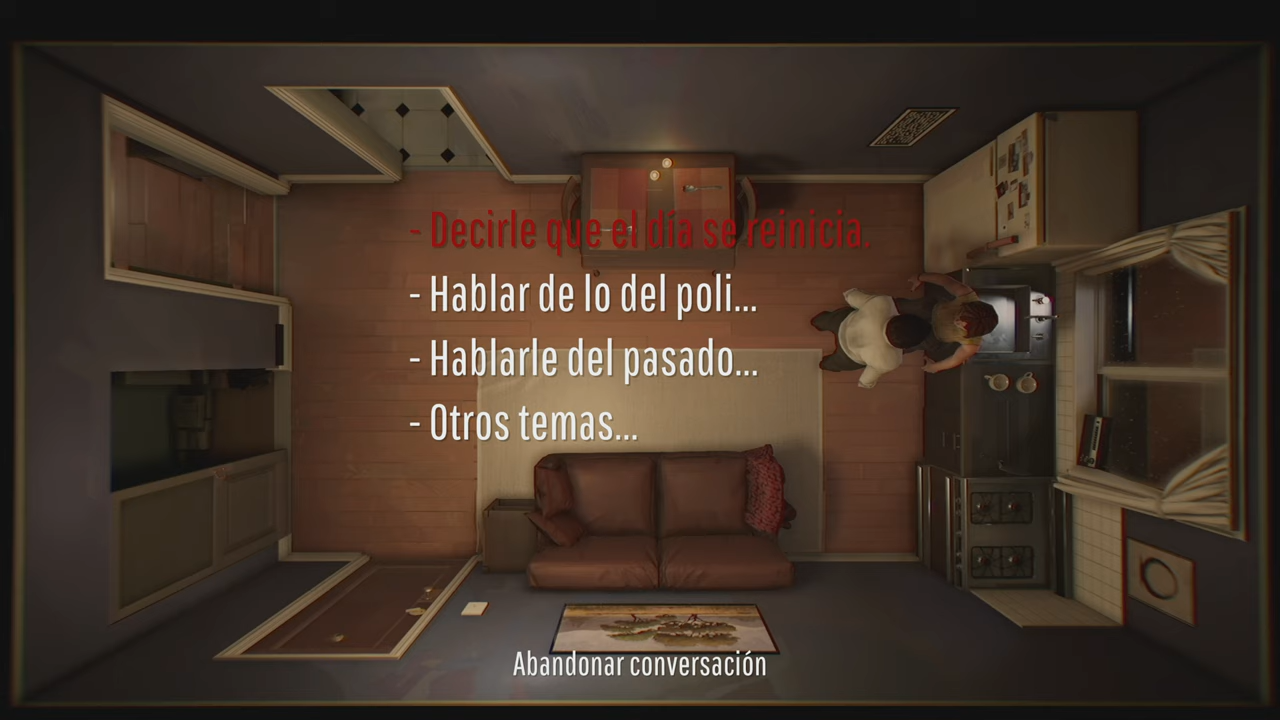 - Decirle que el día se reinicia.
- Hablar de lo del poli...
- Hablarle del pasado...
- Otros temas...
Abandonar conversación